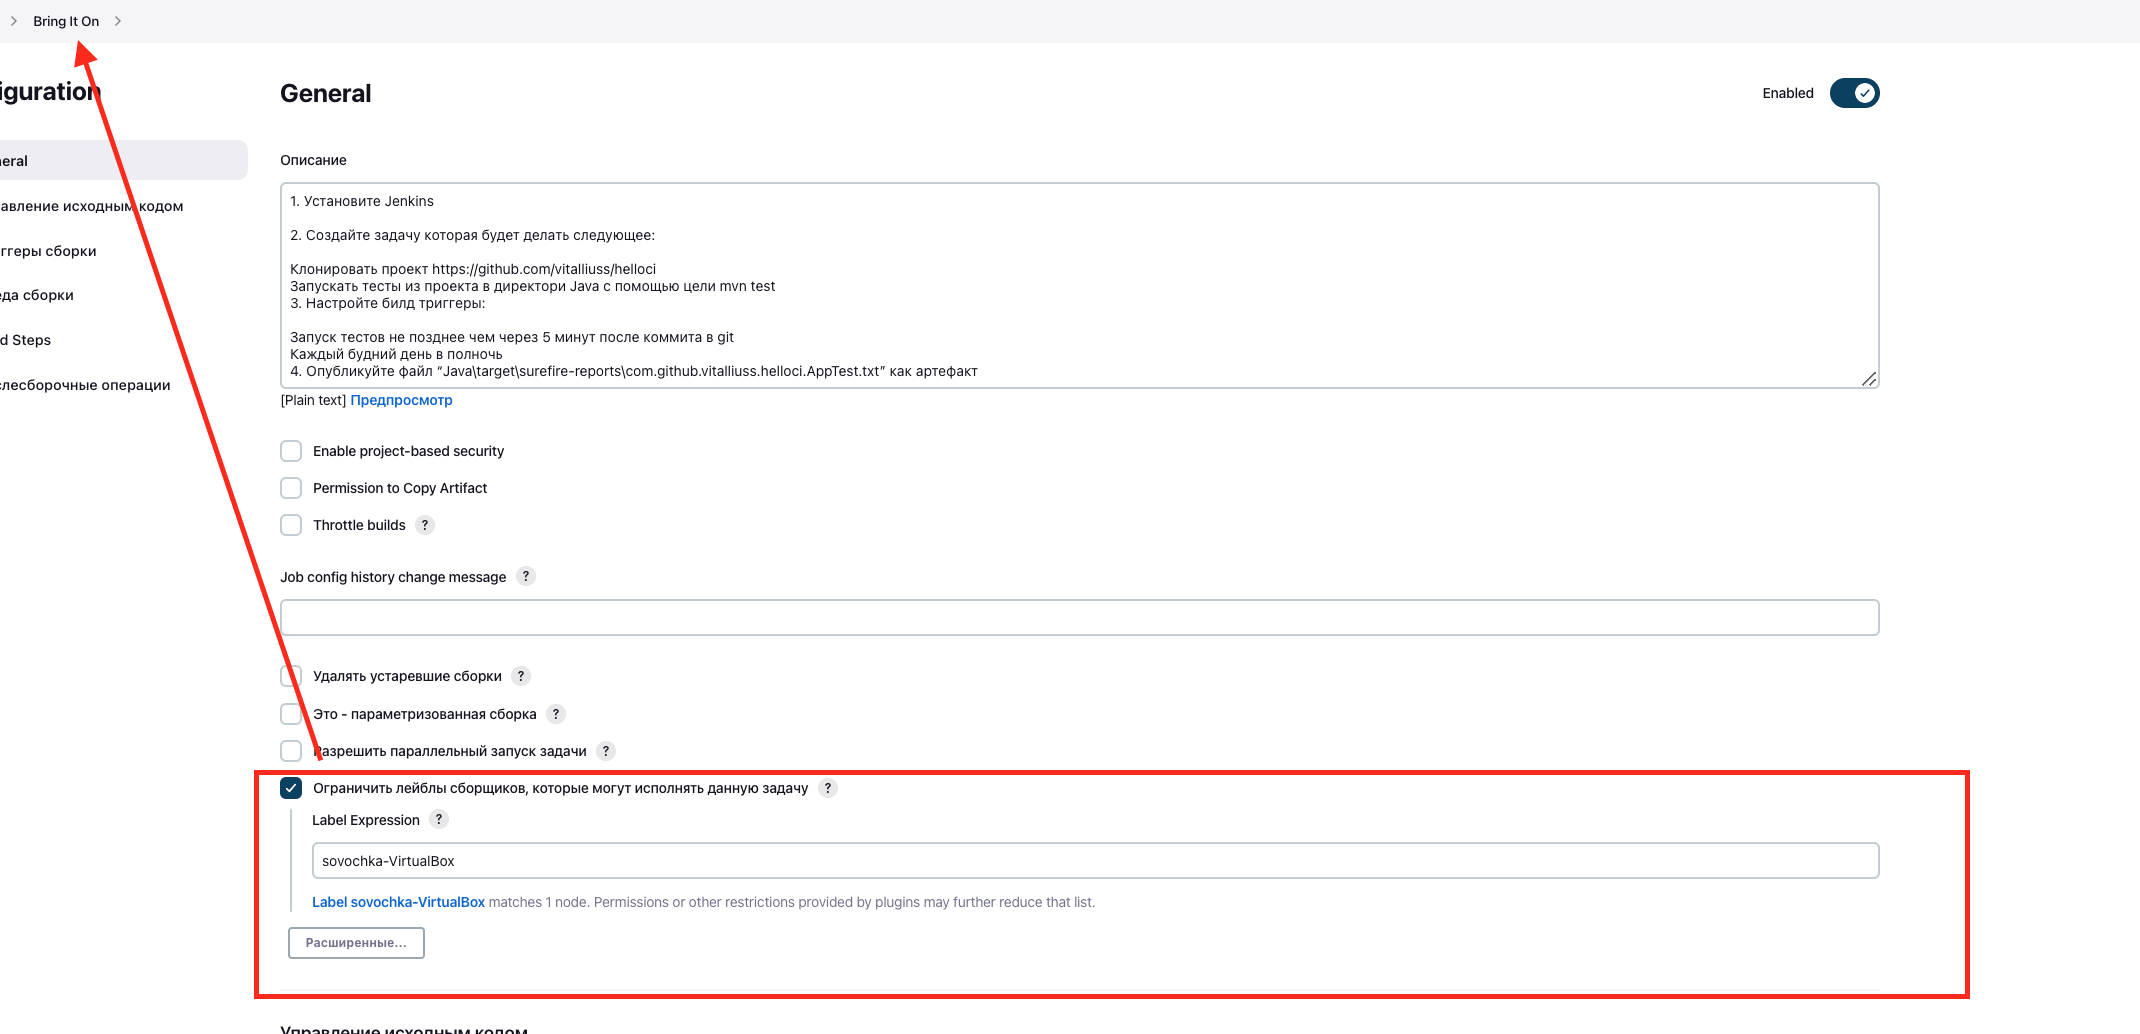 Bring It On
iguration
General
Enabled
eral
авление исходным кодом
ггеры сборки
да сборки
d Steps
слесборочные операции
Описание
1. Установите Jenkins
2. Создайте задачу которая будет делать следующее:
Клонировать проект https://github.com/vitalliuss/helloci
Запускать тесты из проекта в директори Java с помощью цели mvn test
3. Настройте билд триггеры:
Запуск тестов не позднее чем через 5 минут после коммита в git
Каждый будний день в полночь
4. Опубликуйте файл “Java\target\surefire-reports\com.github.vitalliuss.helloci.AppTest.txt” как артефакт
[Plain text] Предпросмотр
Enable project-based security
Permission to Copy Artifact
Throttle builds ?
Job config history change message ?
Удалять устаревшие сборки ?
Это - параметризованная сборка ?
Разрешить параллельный запуск задачи ?
Ограничить лейблы сборщиков, которые могут исполнять данную задачу ?
Label Expression ?
sovochka-VirtualBox
Label sovochka-VirtualBox matches 1 node. Permissions or other restrictions provided by plugins may further reduce that list.
Расширенные...
Управление исходным кодом